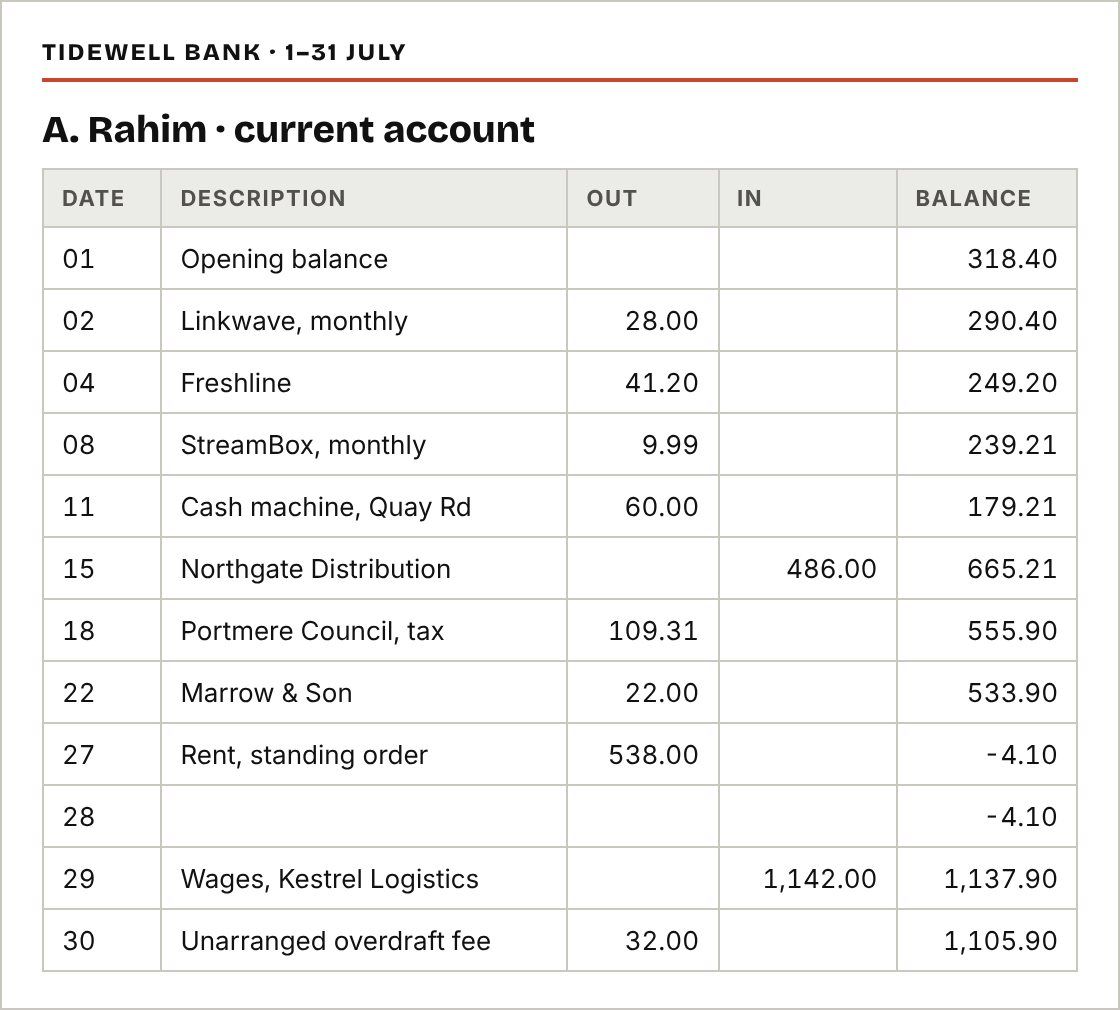 TIDEWELL BANK · 1–31 JULY
A. Rahim · current account
DATE DESCRIPTION OUT IN BALANCE
01 Opening balance 318.40
02 Linkwave, monthly 28.00 290.40
04 Freshline 41.20 249.20
08 StreamBox, monthly 9.99 239.21
11 Cash machine, Quay Rd 60.00 179.21
15 Northgate Distribution 486.00 665.21
18 Portmere Council, tax 109.31 555.90
22 Marrow & Son 22.00 533.90
27 Rent, standing order 538.00 -4.10
28 -4.10
29 Wages, Kestrel Logistics 1,142.00 1,137.90
30 Unarranged overdraft fee 32.00 1,105.90